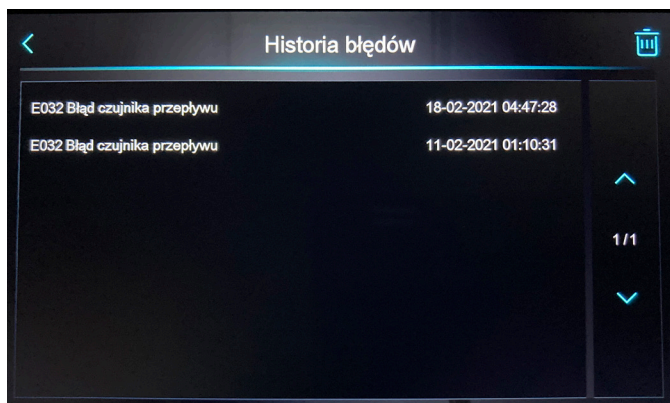 Historia błędów
E032 Błąd czujnika przepływu 18-02-2021 04:47:28
E032 Błąd czujnika przepływu 11-02-2021 01:10:31
1/1